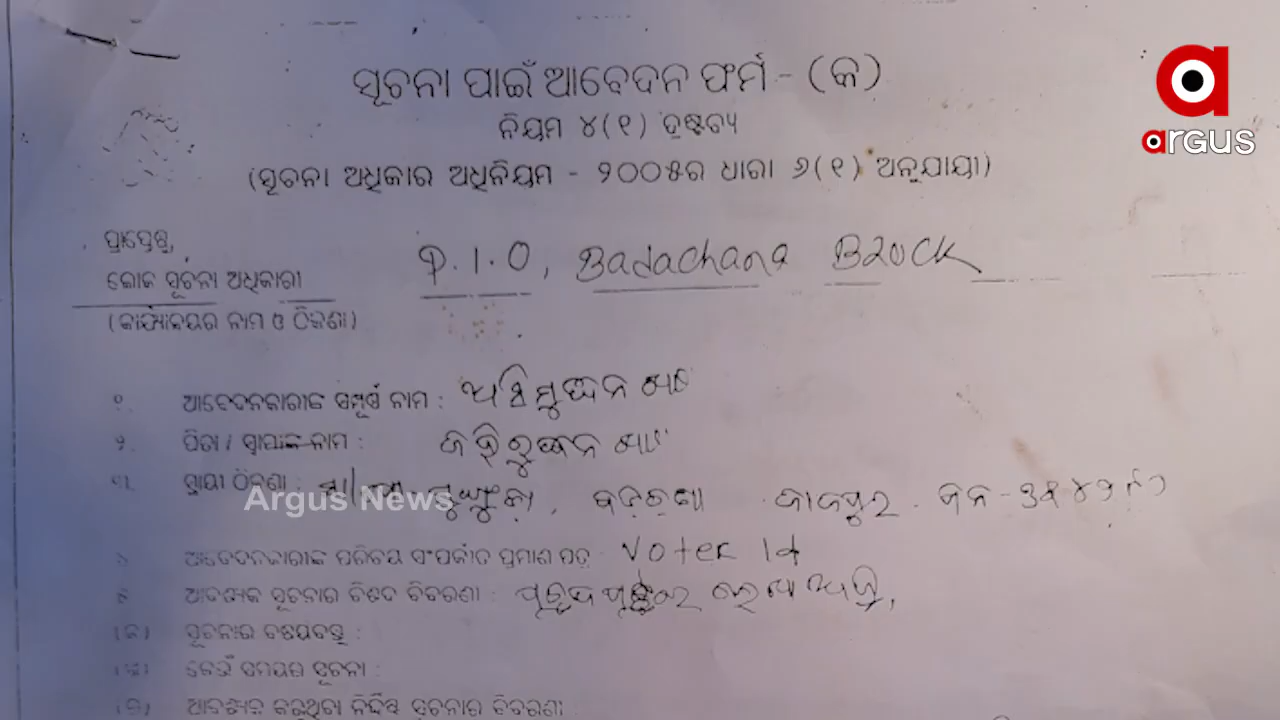 ସୂଚନା ପାଇଁ ଆବେଦନ ଫର୍ମ - (କ)
argus
ନିୟମ ୪(୧) ଦ୍ରଷ୍ଟବ୍ୟ
(ସୂଚନା ଅଧିକାର ଅଧିନିୟମ - ୨୦୦୫ର ଧାରା ୬(୧) ଅନୁଯାୟୀ)
ପ୍ରାପ୍ତେଷୁ,
P.I.O, Badachana Block
ଲୋକ ସୂଚନା ଅଧିକାରୀ
(କାର୍ଯ୍ୟାଳୟର ନାମ ଓ ଠିକଣା)
୧. ଆବେଦନକାରୀଙ୍କ ସମ୍ପୂର୍ଣ୍ଣ ନାମ :
୨. ପିତା / ସ୍ୱାମୀଙ୍କ ନାମ :
୩. ସ୍ଥାୟୀ ଠିକଣା : ବଡ଼ଚଣା ଯାଜପୁର
Argus News
୪. ଆବେଦନକାରୀଙ୍କ ପରିଚୟ ସଂପର୍କୀତ ପ୍ରମାଣ ପତ୍ର Voter Id
୫. ଆବଶ୍ୟକ ସୂଚନାର ବିଶଦ ବିବରଣୀ :
(କ) ସୂଚନାର ବିଷୟବସ୍ତୁ :
(ଖ) କେଉଁ ସମୟର ସୂଚନା :
(ଗ) ଆବଶ୍ୟକ କରୁଥିବା ନିର୍ଦ୍ଦିଷ୍ଟ ସୂଚନାର ବିବରଣୀ